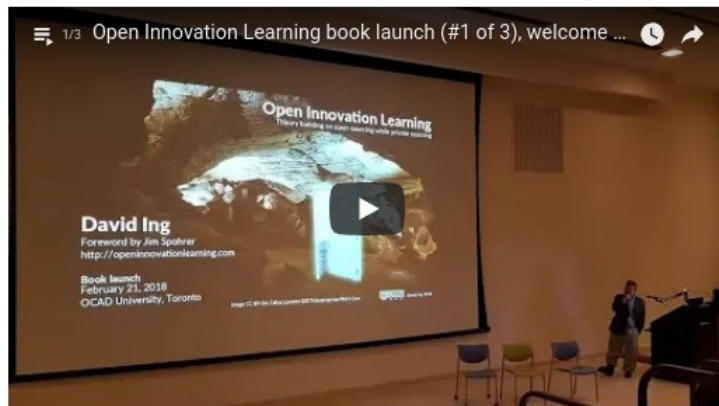 1/3 Open Innovation Learning book launch (#1 of 3), welcome ...
Open Innovation Learning
Theory building on open sourcing while private sourcing
David Ing
Foreword by Jim Spohrer
http://openinnovationlearning.com
Book launch
February 21, 2018
OCAD University, Toronto